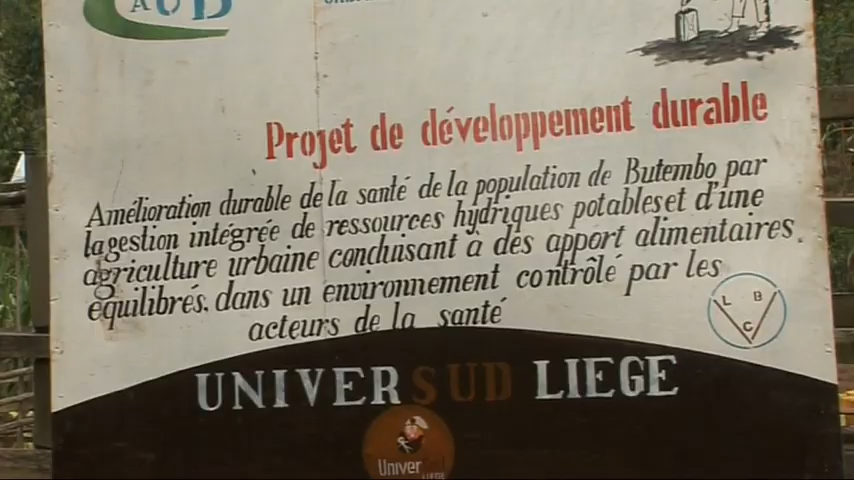 AUD
Projet de développement durable
Amélioration durable de la santé de la population de Butembo par
la gestion intégrée de ressources hydriques potables et d'une
agriculture urbaine conduisant à des apport alimentaires
équilibrés. dans un environnement contrôlé par les
acteurs de la santé
L B
C
UNIVERSUD LIEGE
Univer
LIEGE